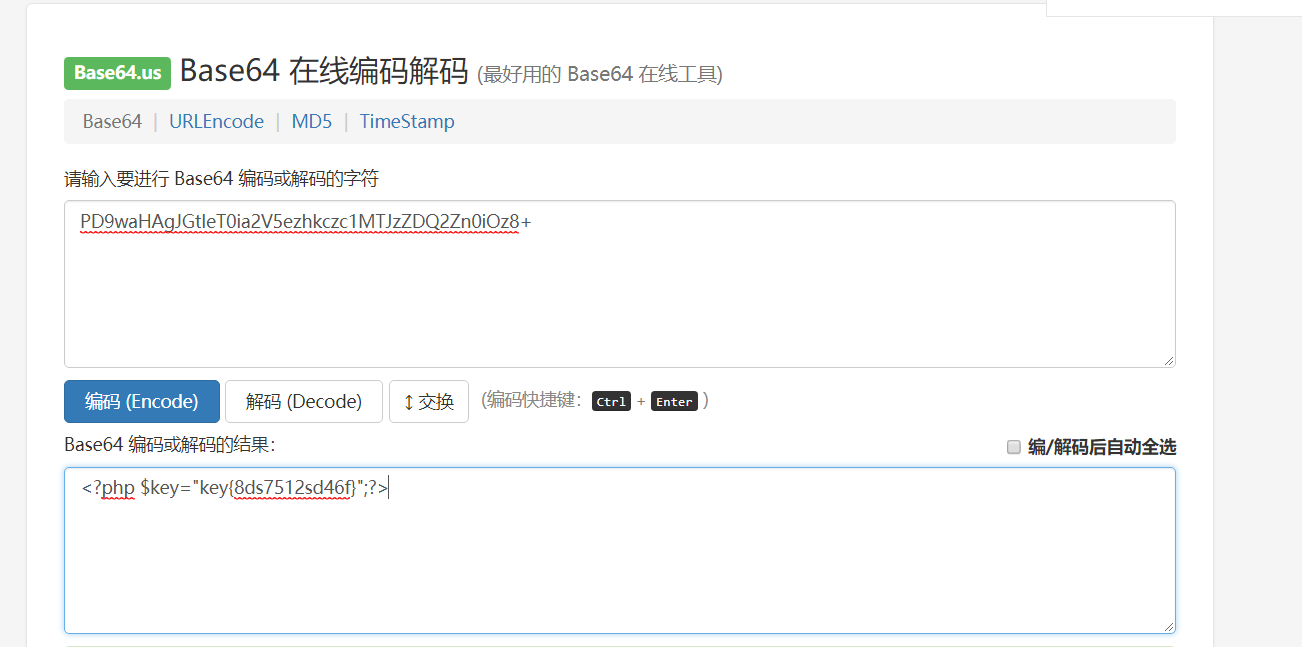 Base64.us Base64 在线编码解码 (最好用的 Base64 在线工具)
Base64 | URLEncode | MD5 | TimeStamp
请输入要进行 Base64 编码或解码的字符
PD9waHAgJGtleT0ia2V5ezhkczc1MTJzZDQ2Zn0iOz8+
编码 (Encode) 解码 (Decode) ↕ 交换 (编码快捷键: Ctrl + Enter )
Base64 编码或解码的结果: 编/解码后自动全选
<?php $key="key{8ds7512sd46f}";?>